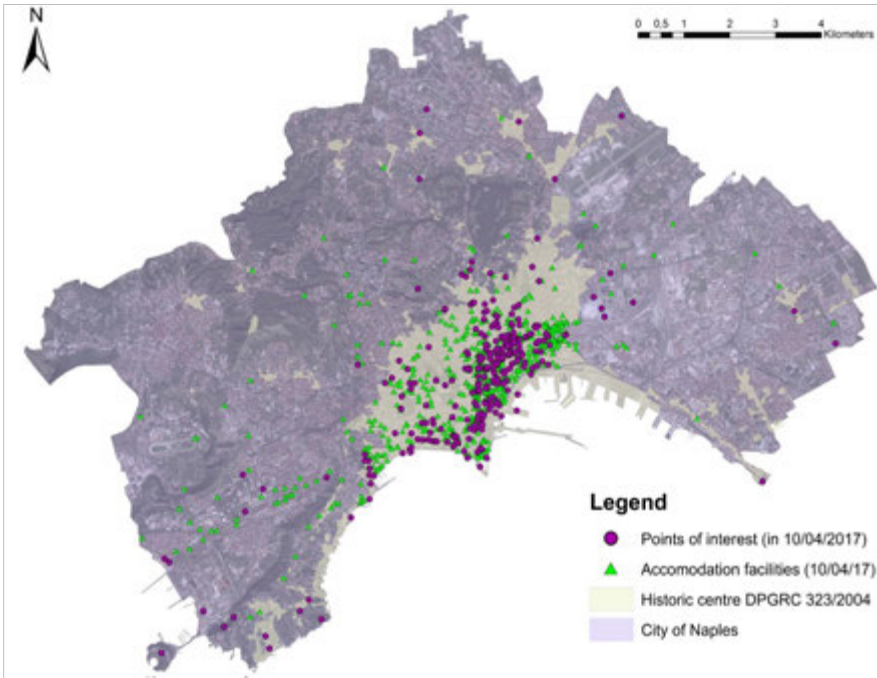 N
0 0,5 1 2 3 4
Kilometers
Legend
Points of interest (in 10/04/2017)
Accomodation facilities (10/04/17)
Historic centre DPGRC 323/2004
City of Naples